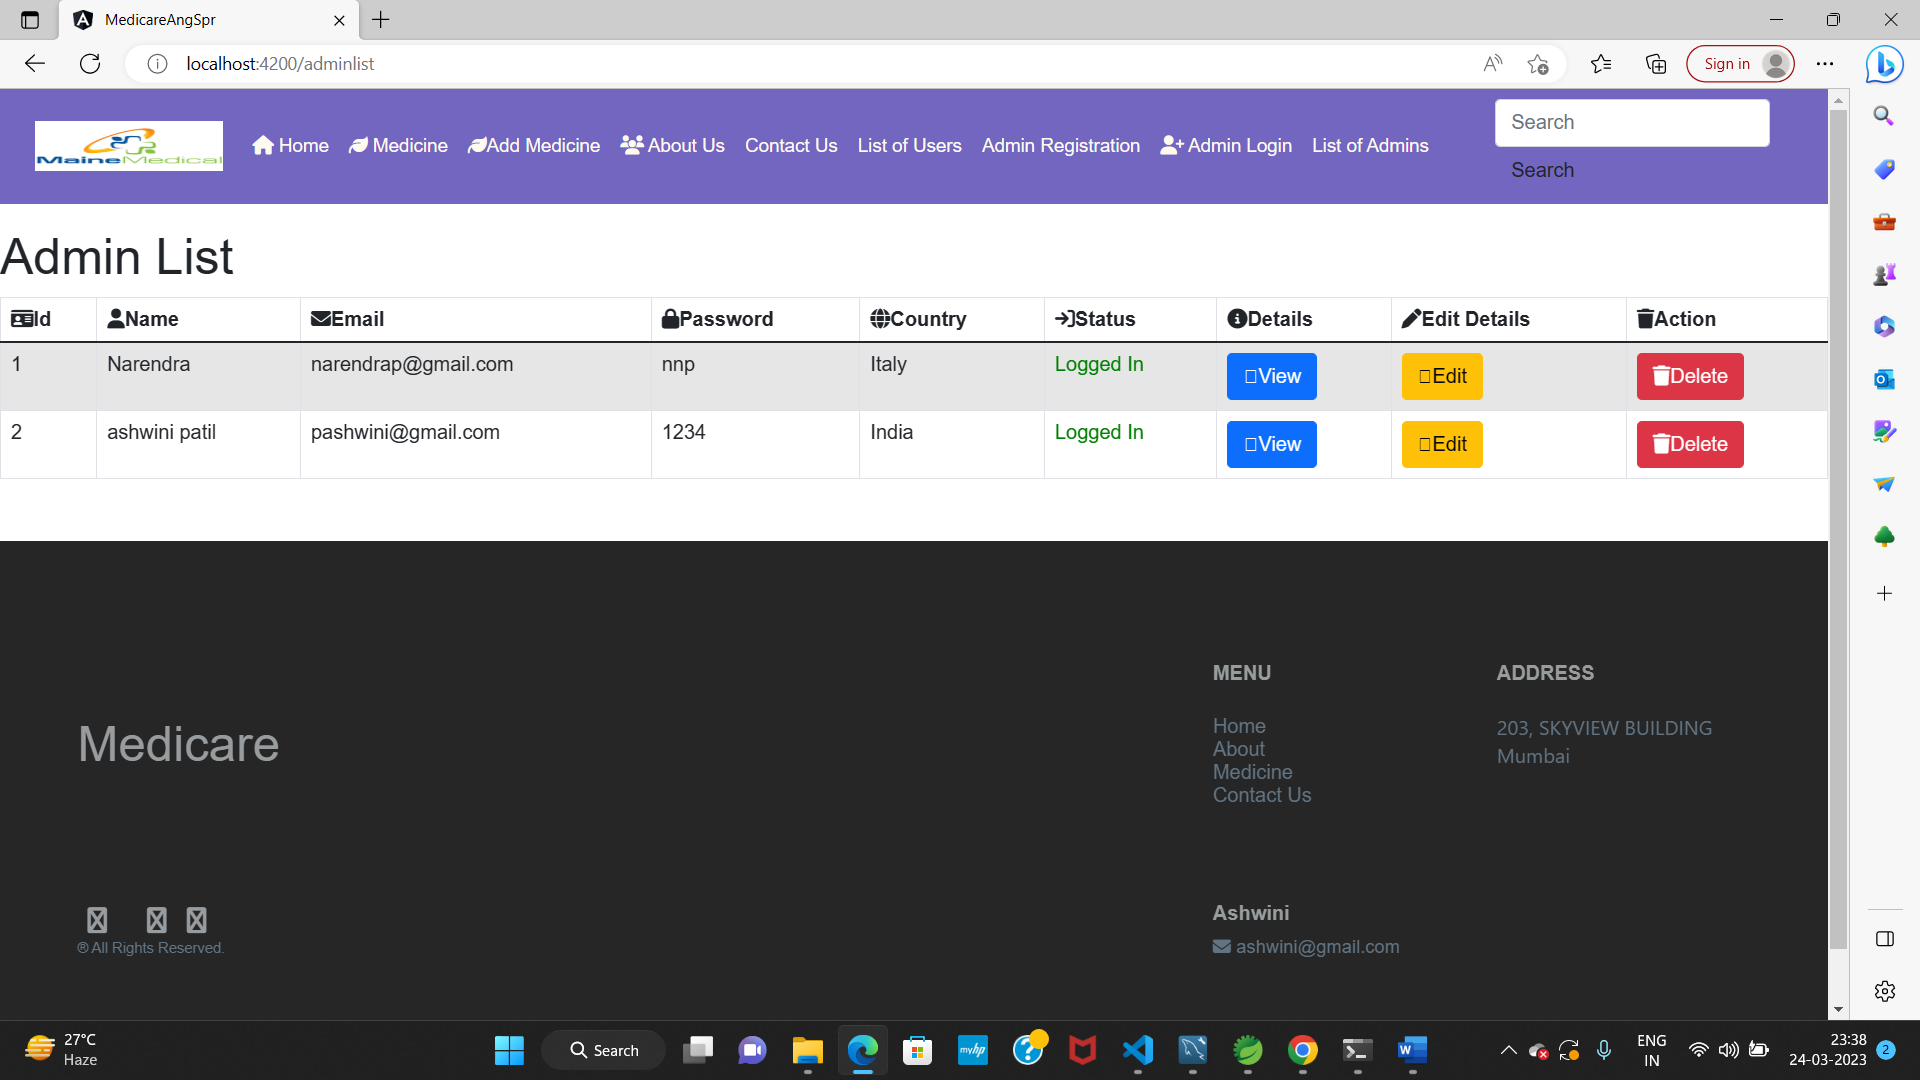 MedicareAngSpr
localhost:4200/adminlist
Sign in
MaineMedical
Home Medicine Add Medicine About Us Contact Us List of Users Admin Registration Admin Login List of Admins
Search
Search
Admin List
Id Name Email Password Country Status Details Edit Details Action
1 Narendra narendrap@gmail.com nnp Italy Logged In View Edit Delete
2 ashwini patil pashwini@gmail.com 1234 India Logged In View Edit Delete
Medicare
MENU
Home
About
Medicine
Contact Us
ADDRESS
203, SKYVIEW BUILDING
Mumbai
® All Rights Reserved.
Ashwini
ashwini@gmail.com
27°C
Haze
Search
myhp
ENG
IN
23:38
24-03-2023
2